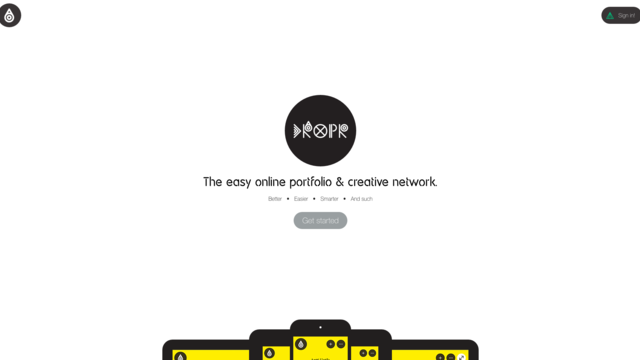 Sign in!
DROPR
The easy online portfolio & creative network.
Better • Easier • Smarter • And such
Get started